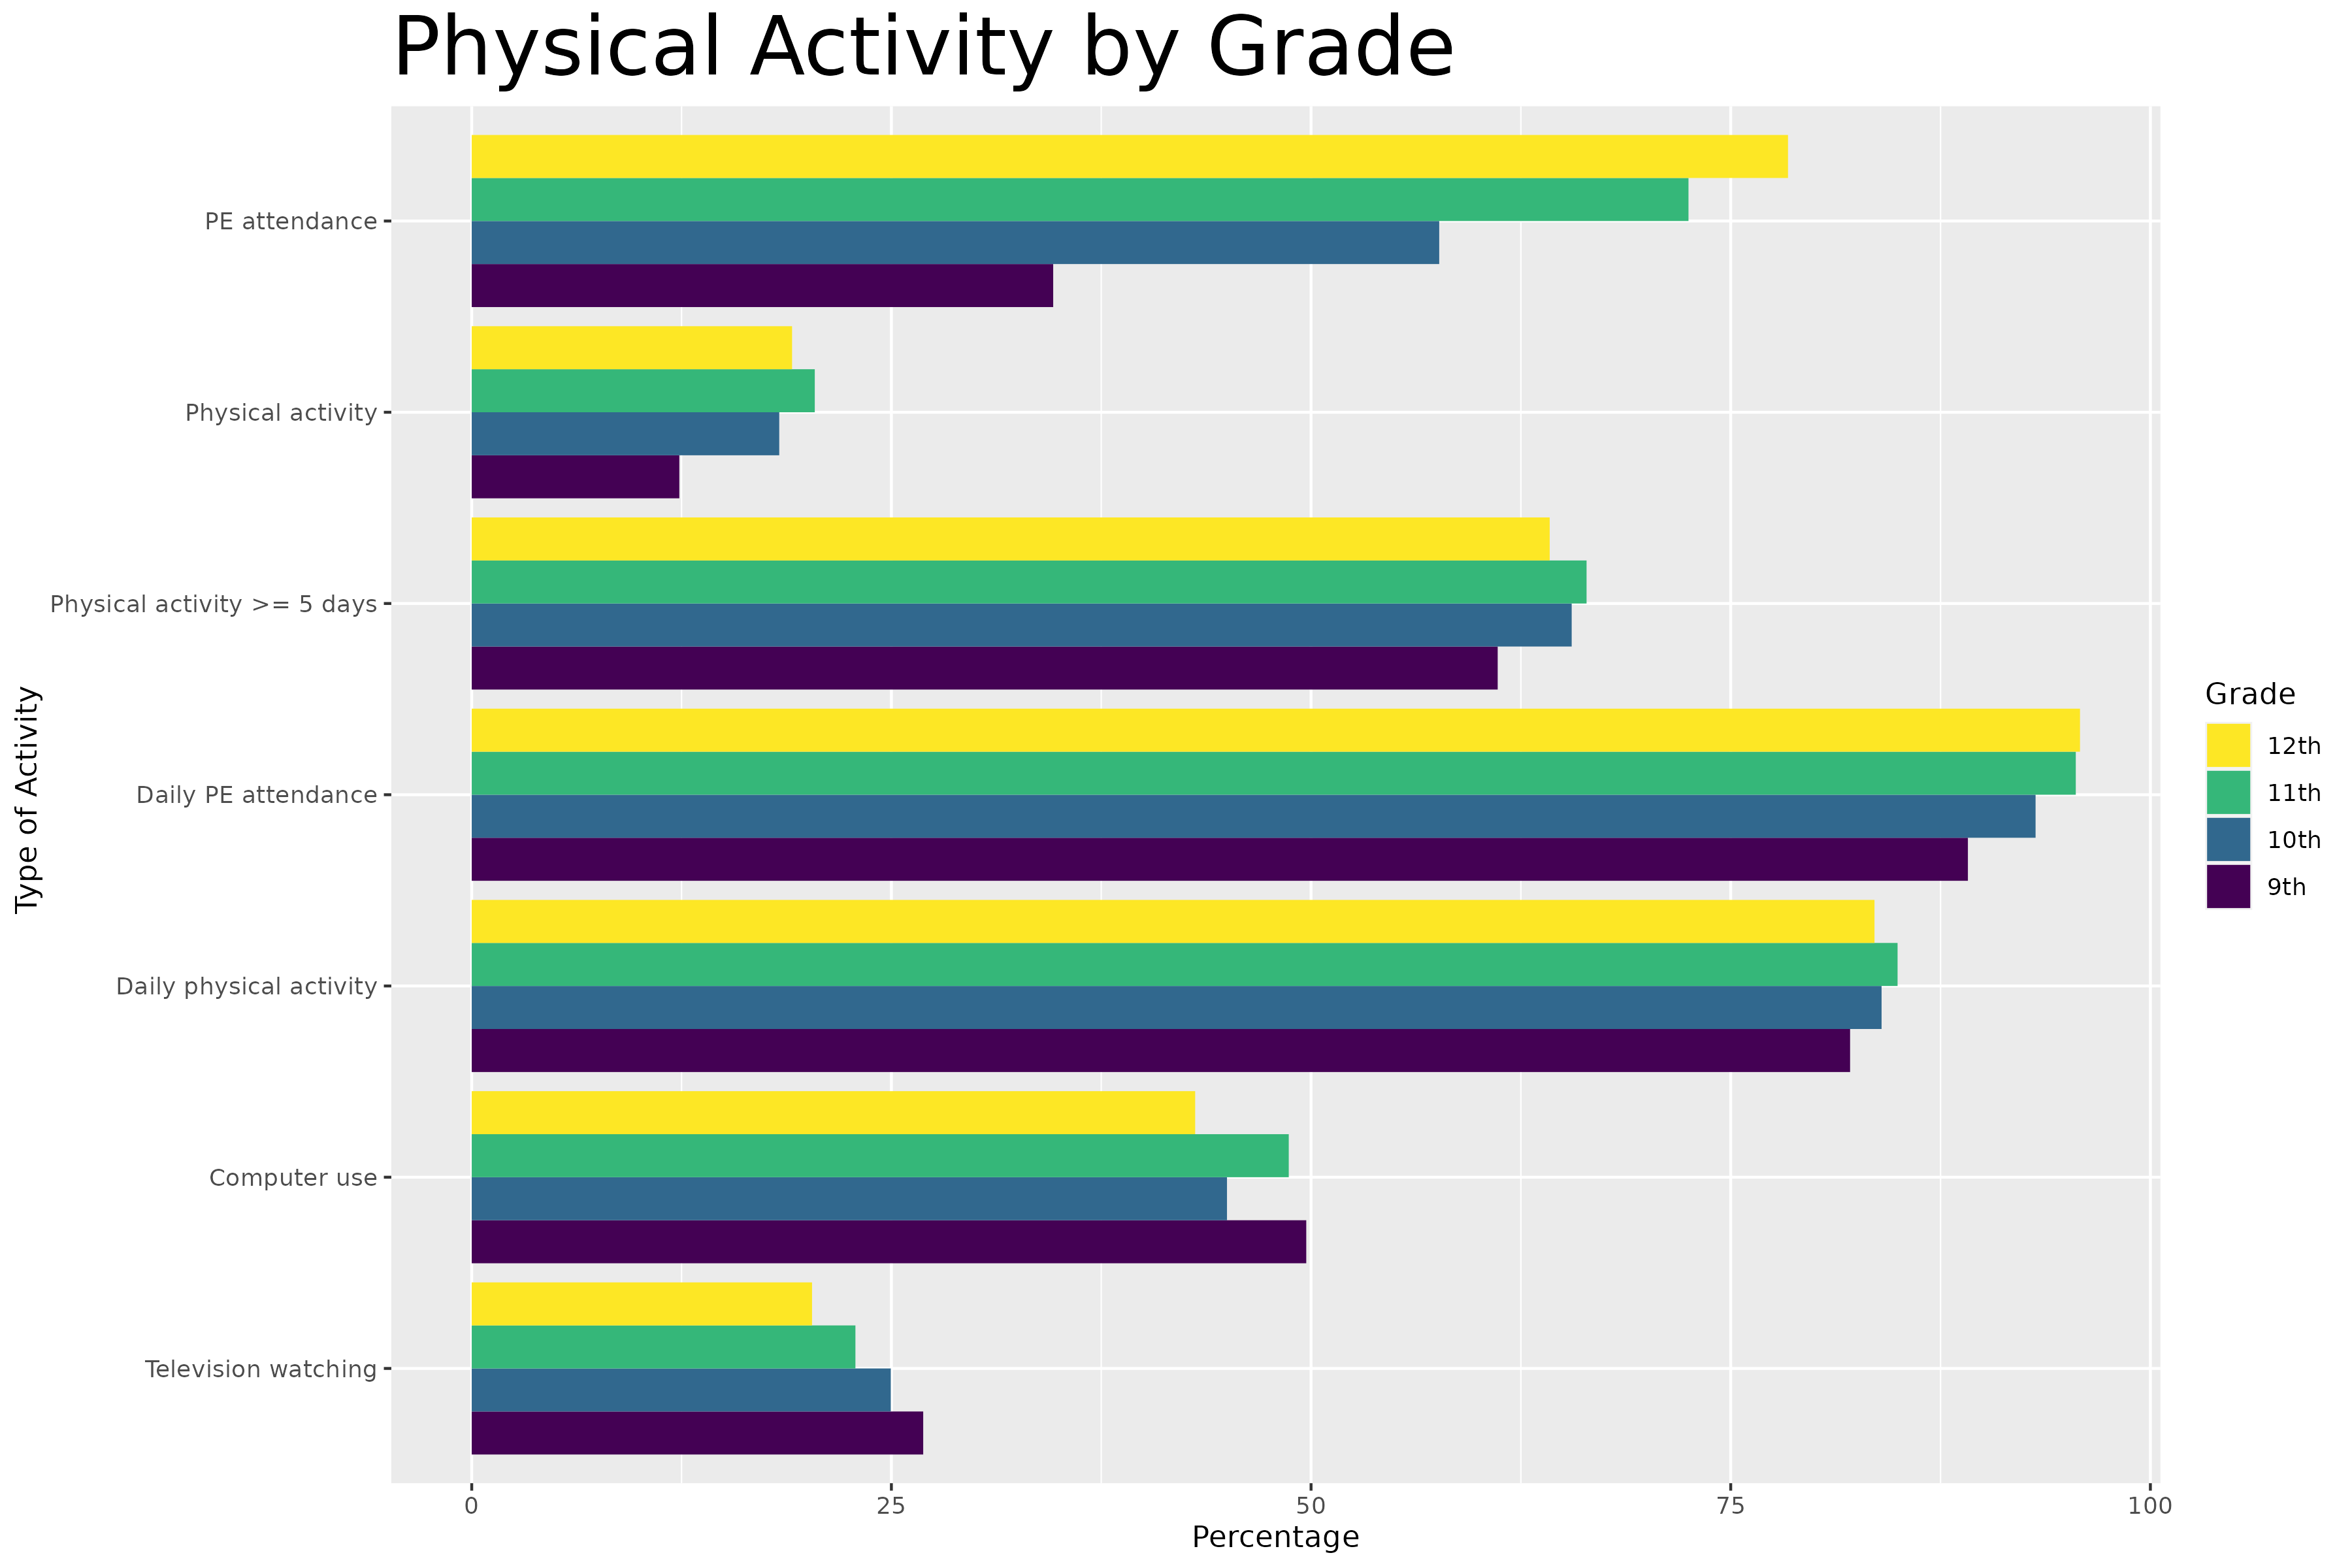 Physical Activity by Grade
PE attendance
Physical activity
Physical activity >= 5 days
Daily PE attendance
Daily physical activity
Computer use
Television watching
Type of Activity
0 25 50 75 100
Percentage
Grade
12th
11th
10th
9th